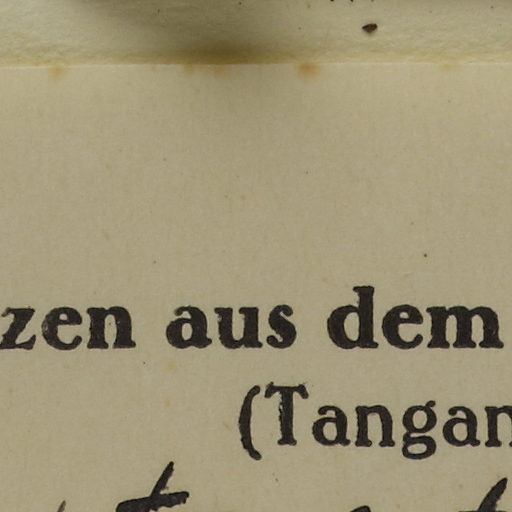 zen aus dem
(Tangan